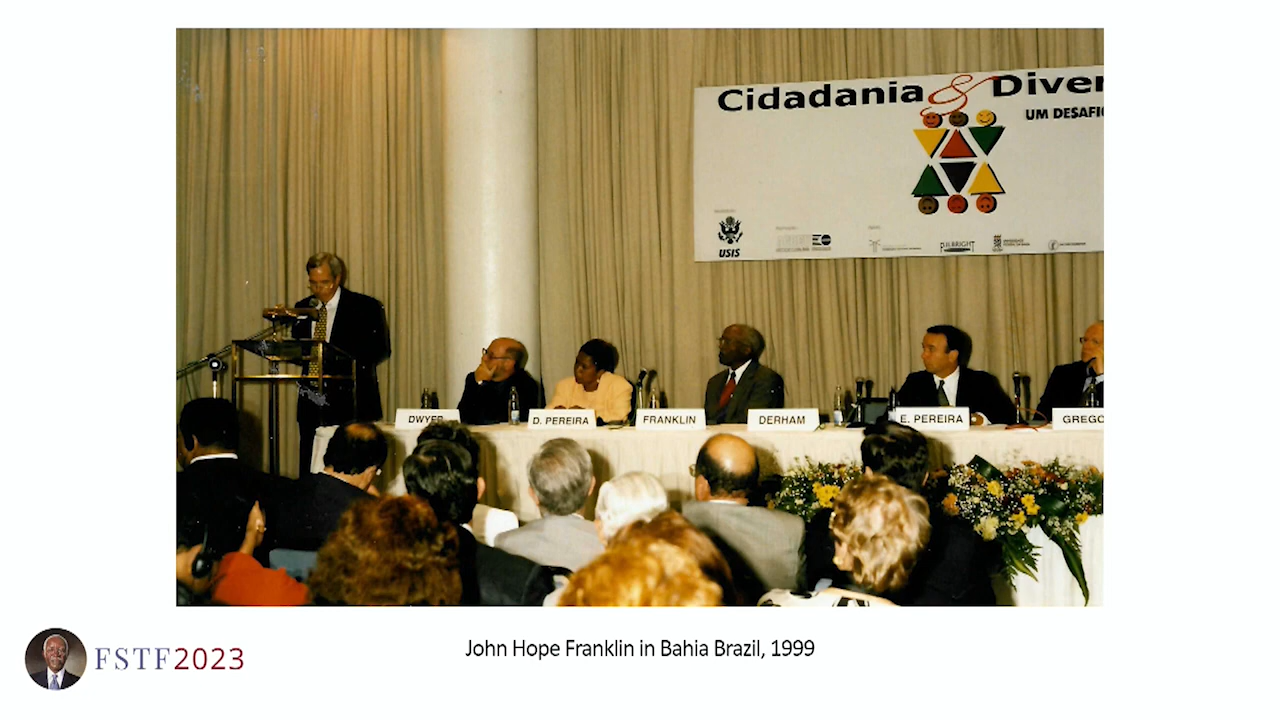 Cidadania & Diver
UM DESAFIO
USIS
FULBRIGHT
DWYER
D. PEREIRA
FRANKLIN
DERHAM
E. PEREIRA
GREGO
John Hope Franklin in Bahia Brazil, 1999
FSTF2023